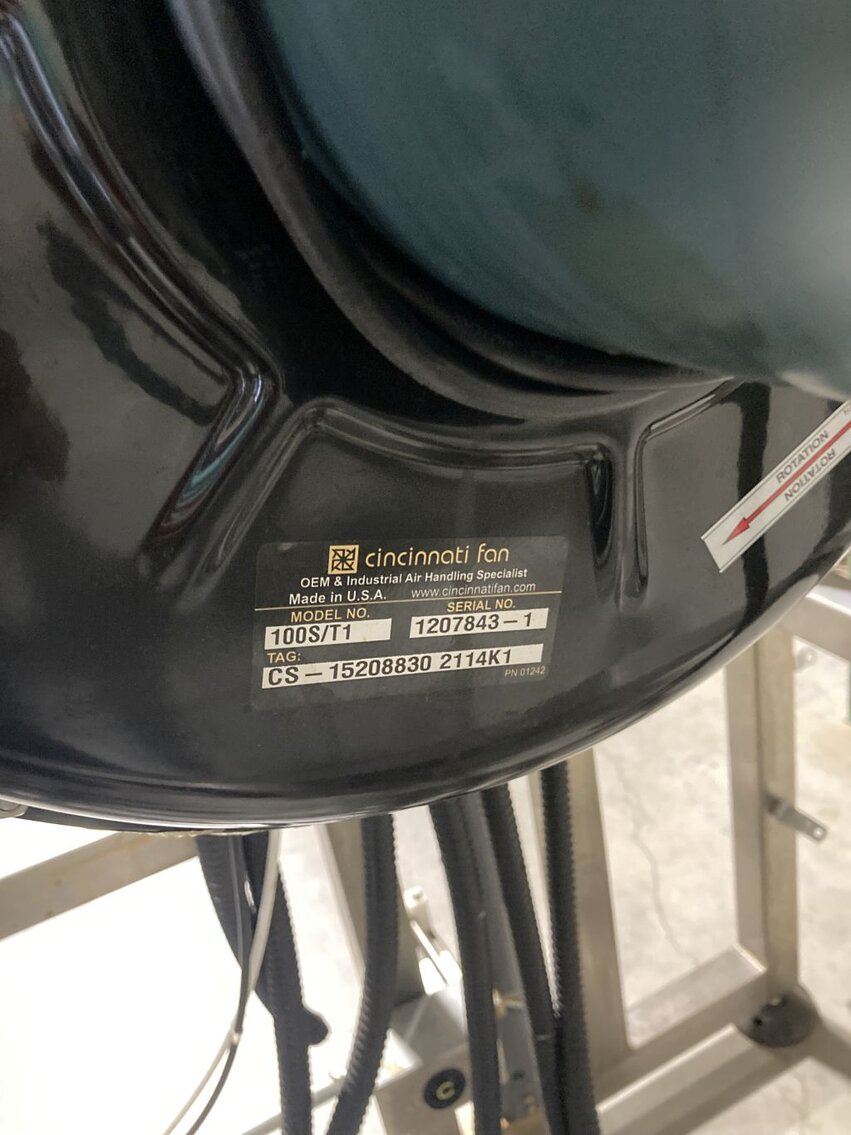 cincinnati fan
OEM & Industrial Air Handling Specialist
Made in U.S.A. www.cincinnatifan.com
MODEL NO. SERIAL NO.
100S/T1 1207843-1
TAG:
CS-15208830 2114K1
PN 01242
ROTATION
ROTATION
C